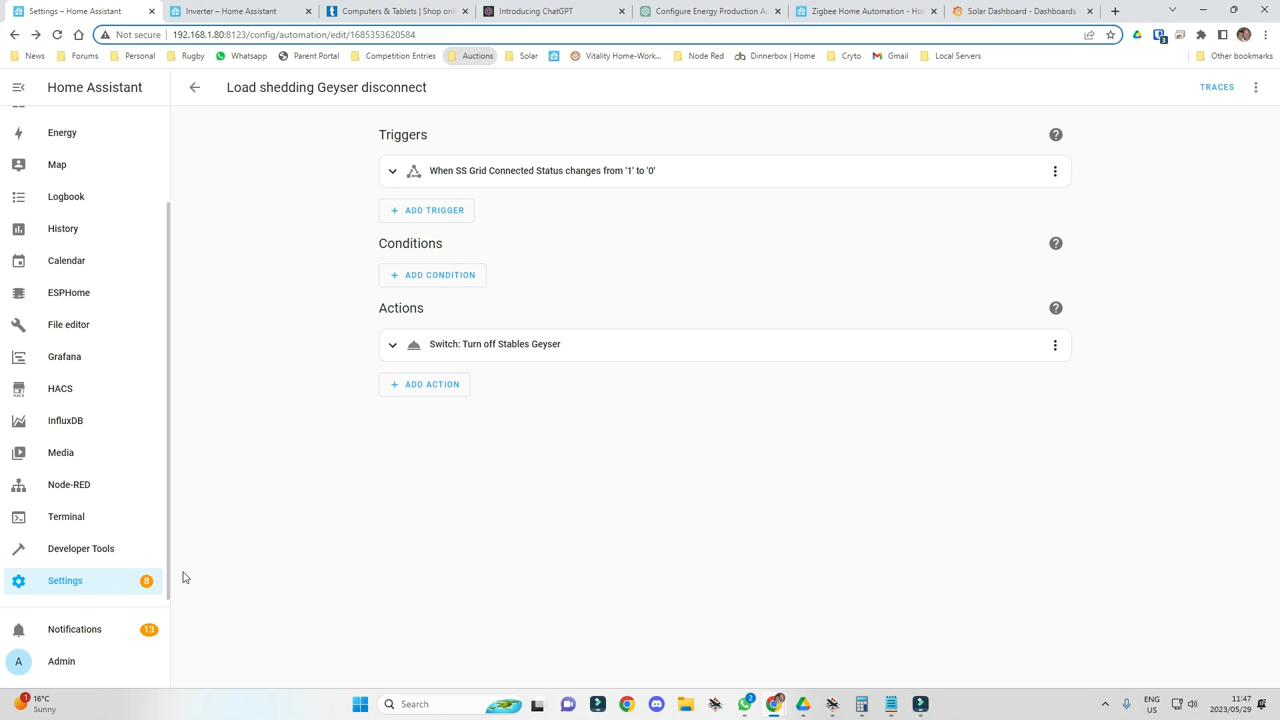 Settings – Home Assistant
Inverter – Home Assistant
Computers & Tablets | Shop onl
Introducing ChatGPT
Configure Energy Production Au
Zigbee Home Automation - Ho
Solar Dashboard - Dashboards
Not secure
192.168.1.80:8123/config/automation/edit/1685353620584
News
Forums
Personal
Rugby
Whatsapp
Parent Portal
Competition Entries
Auctions
Solar
Vitality Home-Work...
Node Red
Dinnerbox | Home
Cryto
Gmail
Local Servers
Other bookmarks
Home Assistant
Load shedding Geyser disconnect
TRACES
Energy
Map
Logbook
History
Calendar
ESPHome
File editor
Grafana
HACS
InfluxDB
Media
Node-RED
Terminal
Developer Tools
Settings
8
Notifications
13
A
Admin
Triggers
When SS Grid Connected Status changes from '1' to '0'
+ ADD TRIGGER
Conditions
+ ADD CONDITION
Actions
Switch: Turn off Stables Geyser
+ ADD ACTION
1
16°C
Sunny
Search
2
ENG
US
11:47
2023/05/29